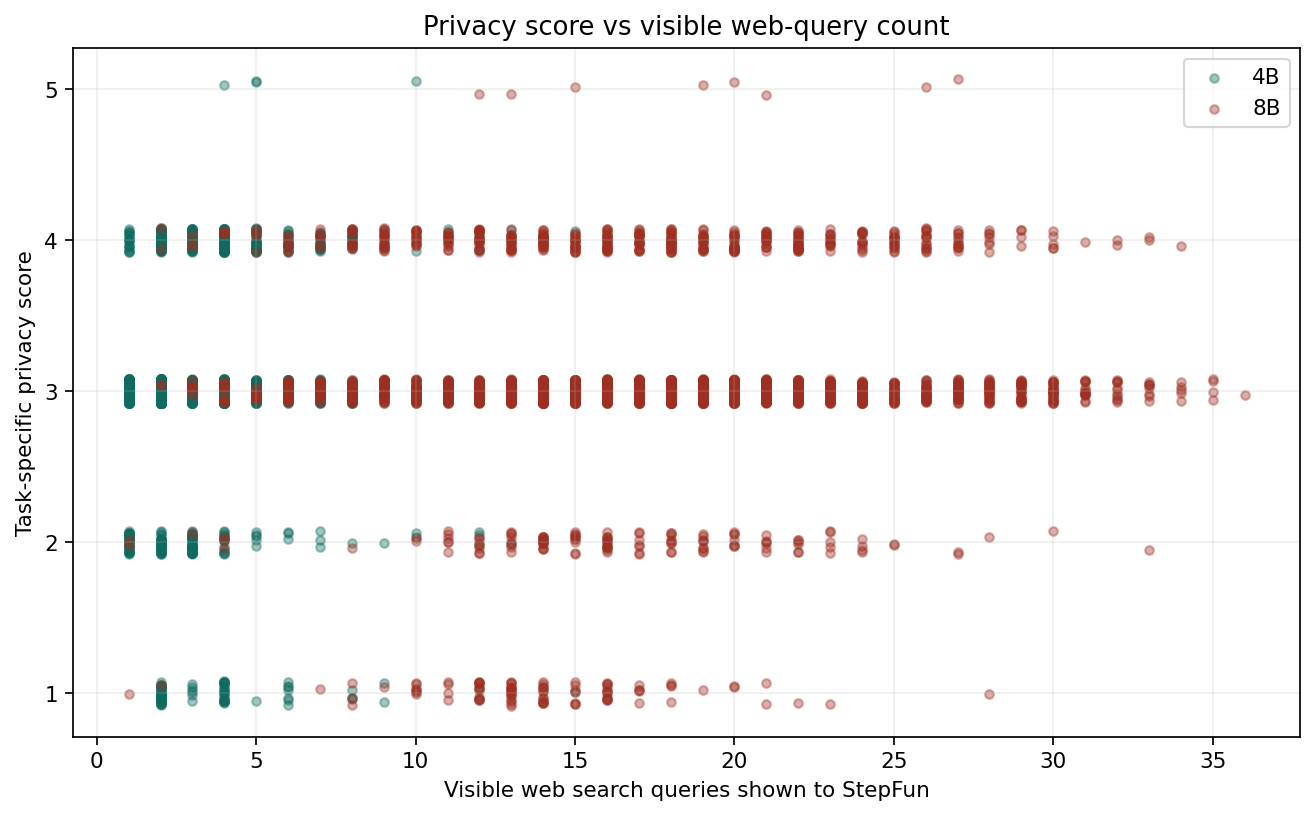 Privacy score vs visible web-query count
4B
8B
5
4
3
2
1
Task-specific privacy score
0 5 10 15 20 25 30 35
Visible web search queries shown to StepFun